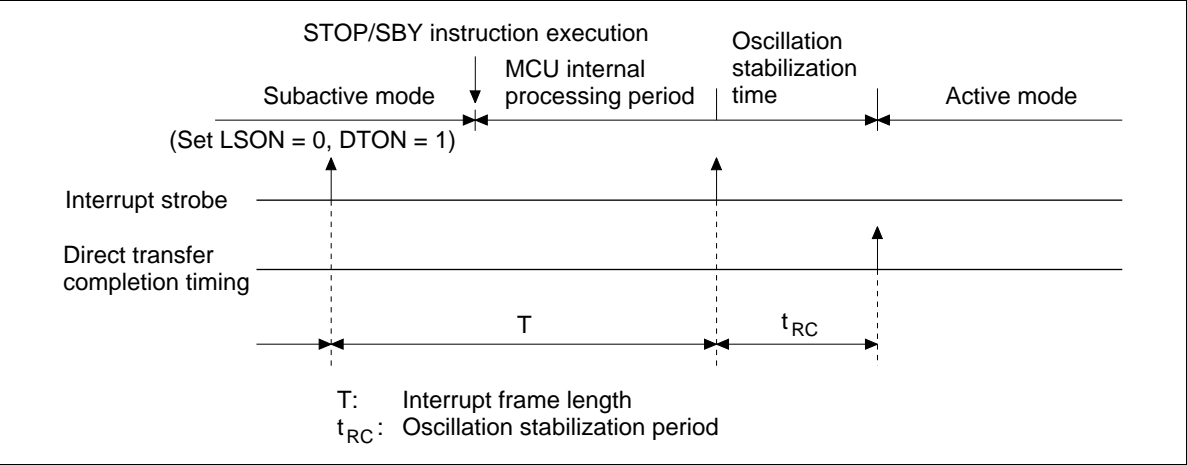 STOP/SBY instruction execution
Oscillation
stabilization
time
MCU internal
processing period
Subactive mode
Active mode
(Set LSON = 0, DTON = 1)
Interrupt strobe
Direct transfer
completion timing
T
tRC
T: Interrupt frame length
tRC: Oscillation stabilization period